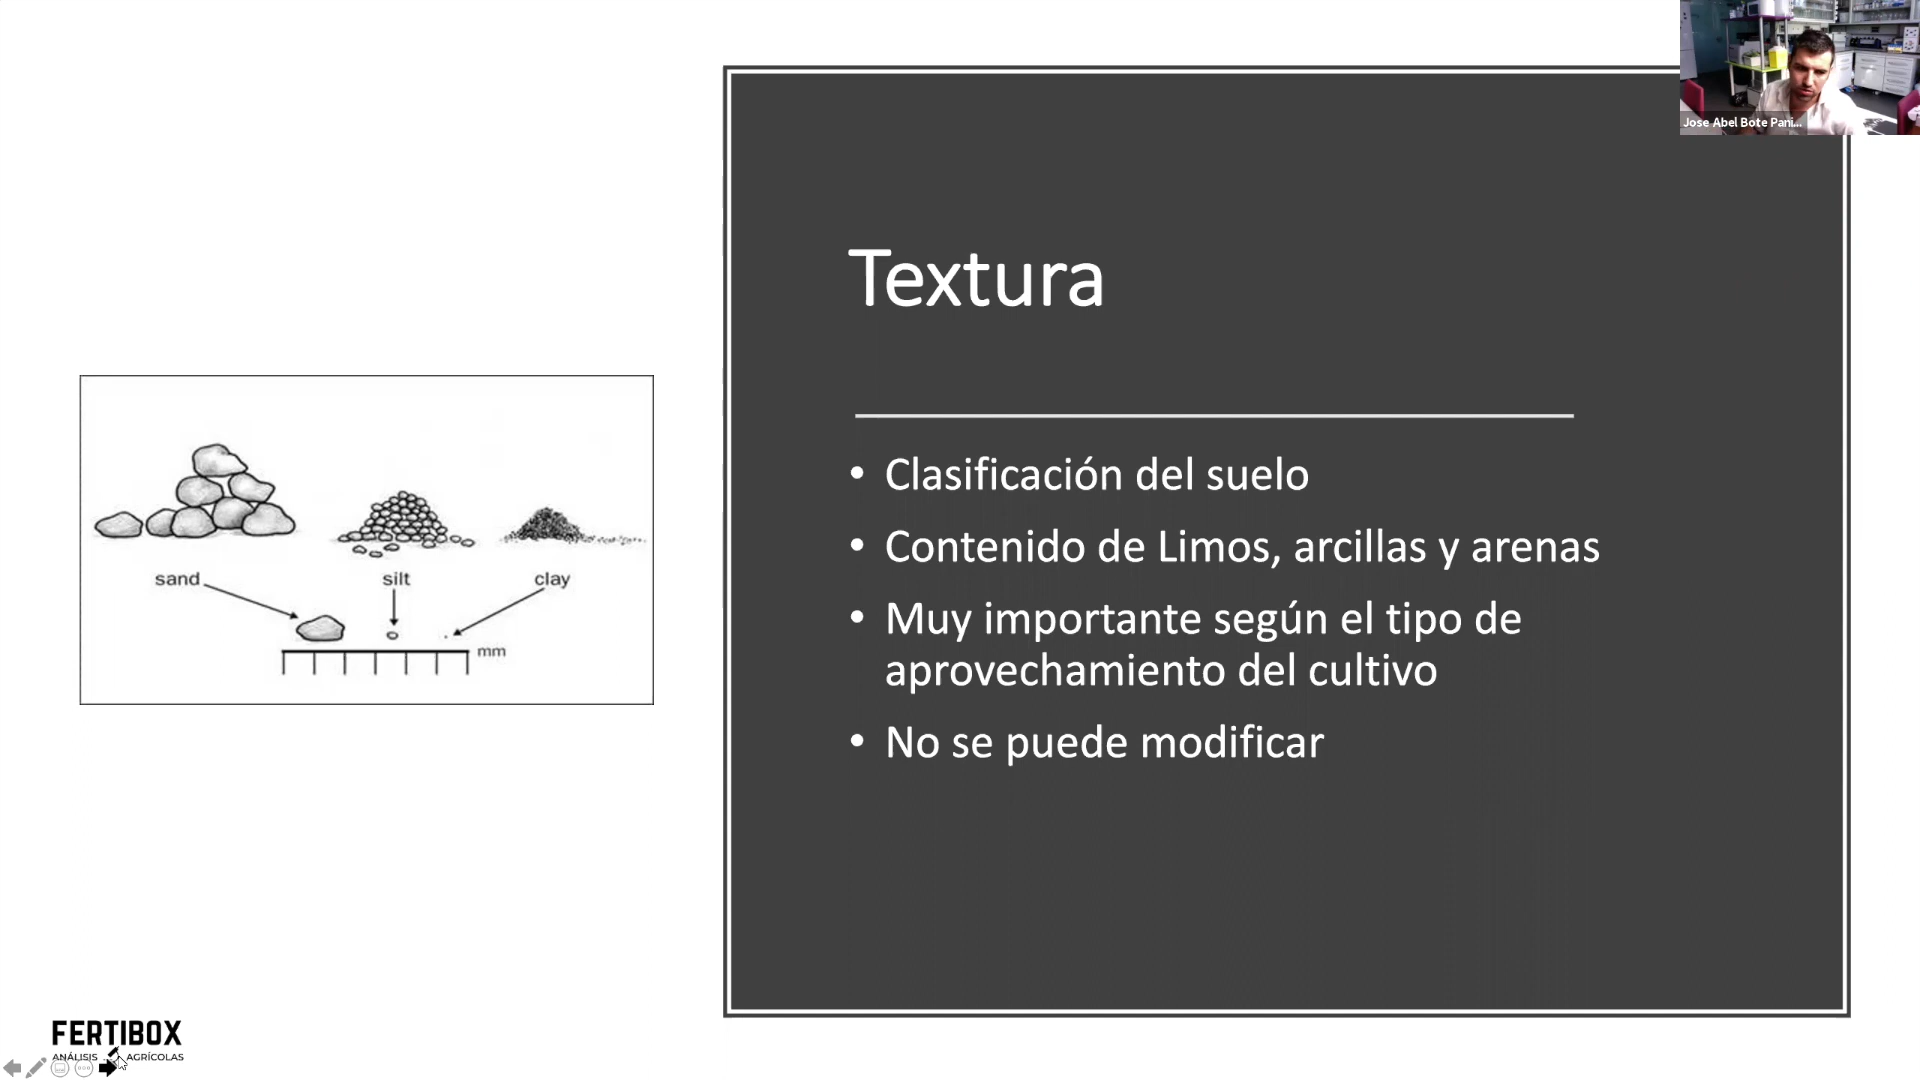 Jose Abel Bote Pani...
Textura
• Clasificación del suelo
• Contenido de Limos, arcillas y arenas
• Muy importante según el tipo de
aprovechamiento del cultivo
• No se puede modificar
sand
silt
clay
mm
FERTIBOX
ANÁLISIS AGRÍCOLAS